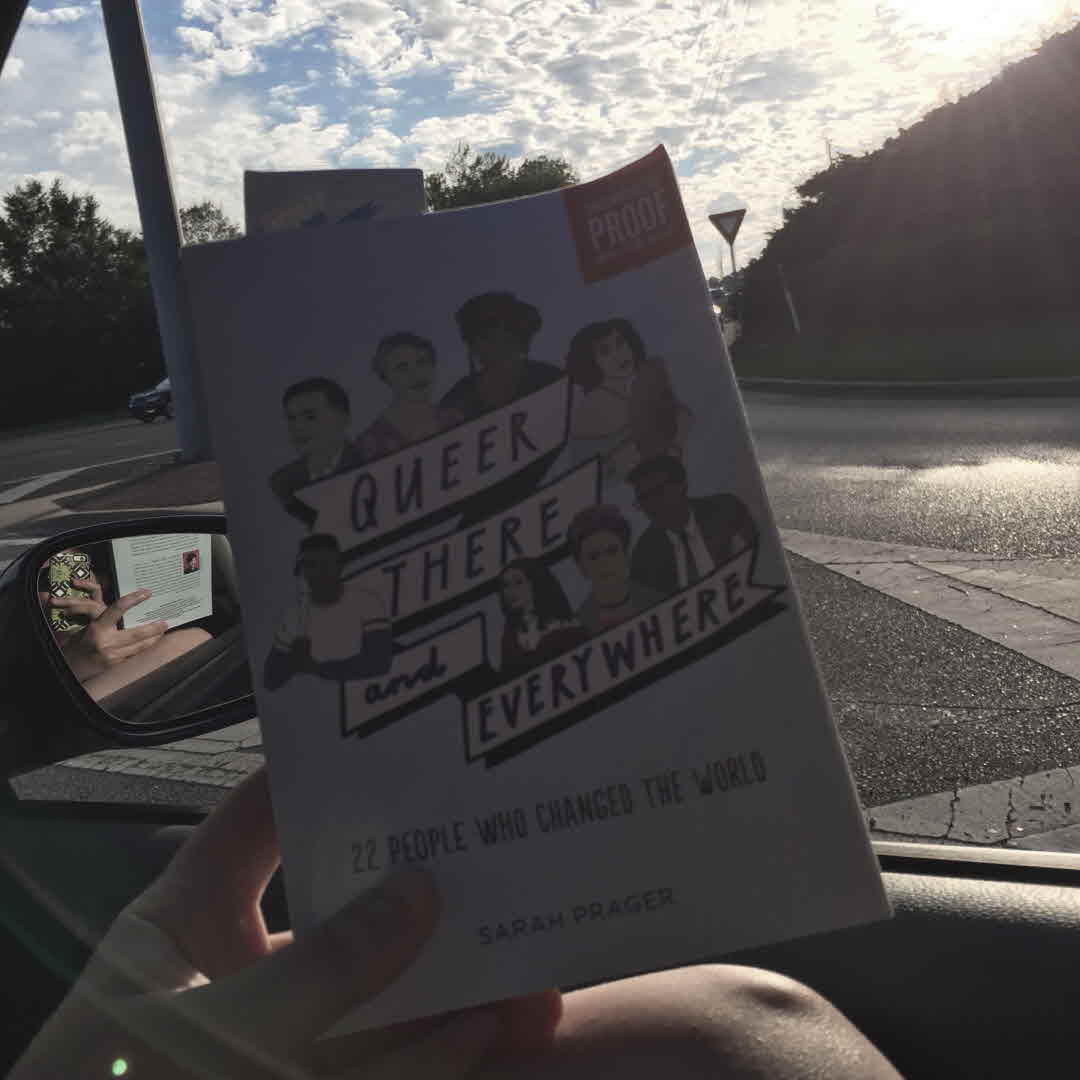 PROOF
QUEER
THERE
and
EVERYWHERE
22 PEOPLE WHO CHANGED THE WORLD
SARAH PRAGER